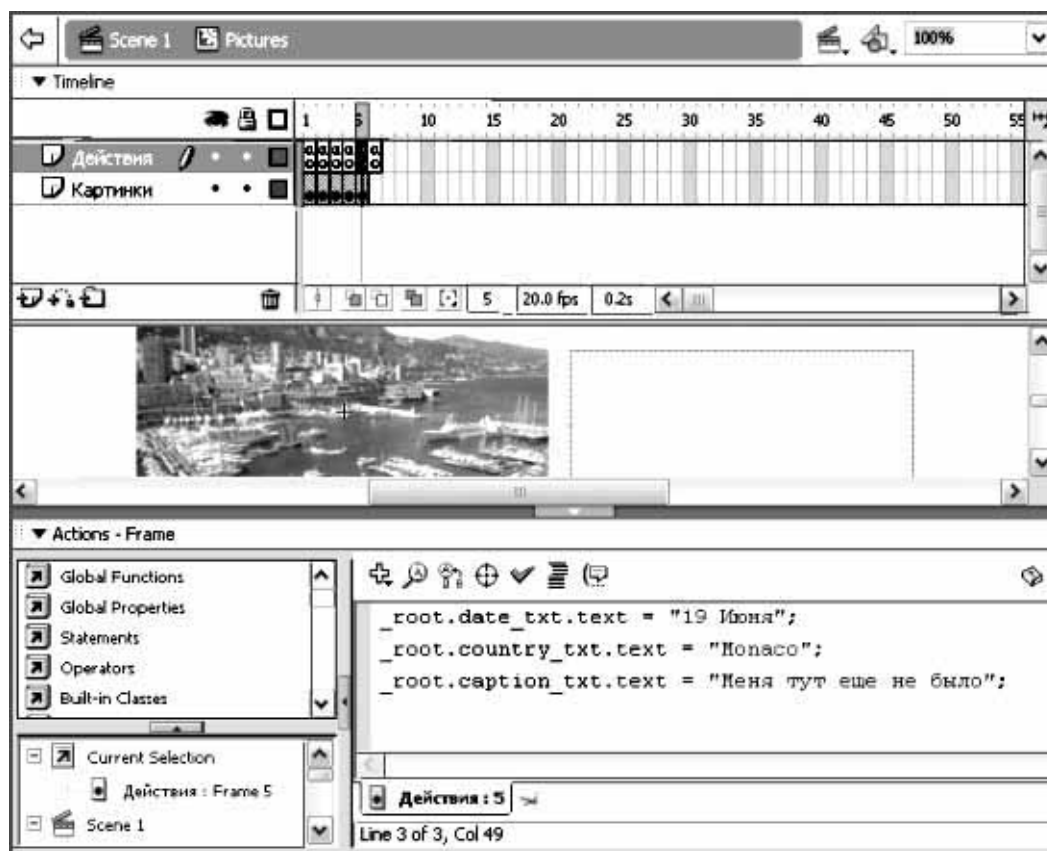 Scene 1 Pictures 100%
Timeline
1 5 10 15 20 25 30 35 40 45 50 55
Действия
Картинки
5 20.0 fps 0.2s
Actions - Frame
Global Functions
Global Properties
Statements
Operators
Built-in Classes
_root.date_txt.text = "19 Июня";
_root.country_txt.text = "Monaco";
_root.caption_txt.text = "Меня тут еще не было";
Current Selection
Действия : Frame 5
Scene 1
Действия : 5
Line 3 of 3, Col 49